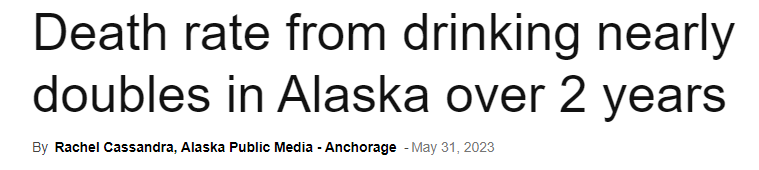 Death rate from drinking nearly
doubles in Alaska over 2 years
By Rachel Cassandra, Alaska Public Media - Anchorage - May 31, 2023